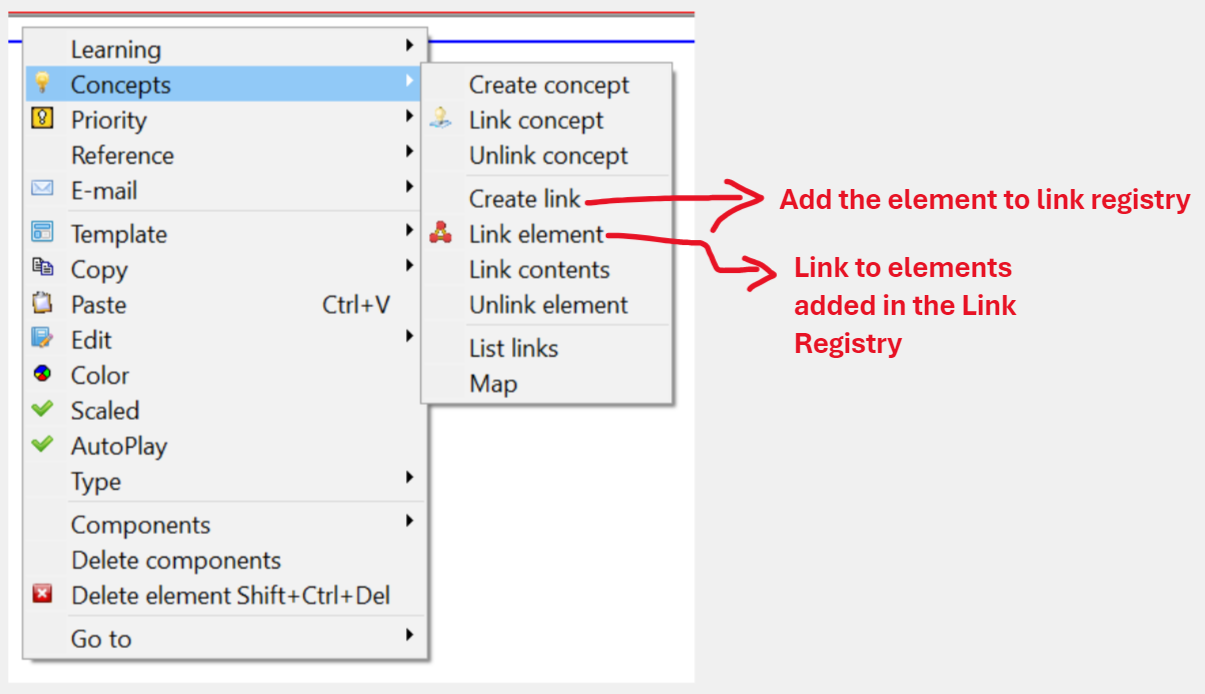 Learning
Concepts
Priority
Reference
E-mail
Template
Copy
Paste Ctrl+V
Edit
Color
Scaled
AutoPlay
Type
Components
Delete components
Delete element Shift+Ctrl+Del
Go to
Create concept
Link concept
Unlink concept
Create link
Link element
Link contents
Unlink element
List links
Map
Add the element to link registry
Link to elements
added in the Link
Registry